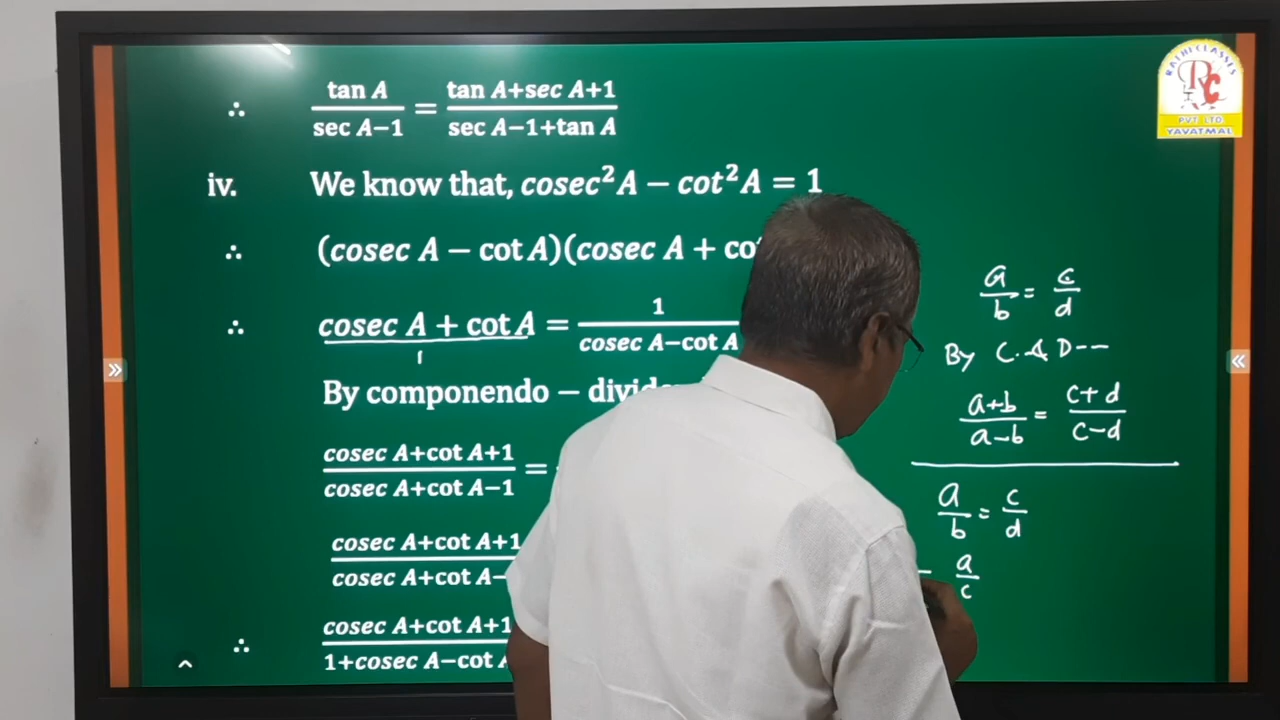 ∴ tan A/sec A−1 = tan A+sec A+1/sec A−1+tan A
iv. We know that, cosec²A − cot²A = 1
∴ (cosec A − cot A)(cosec A +
∴ cosec A + cot A/1 = 1/cosec A−cot A
By componendo −
cosec A+cot A+1/cosec A+cot A−1 =
cosec A+cot A+1/cosec A+cot A−
∴ cosec A+cot A+1/1+cosec A−cot
a/b = c/d
By C. & D--
a+b/a−b = c+d/c−d
a/b = c/d
a/c
RATHI CLASSES
RC
PVT. LTD.
YAVATMAL